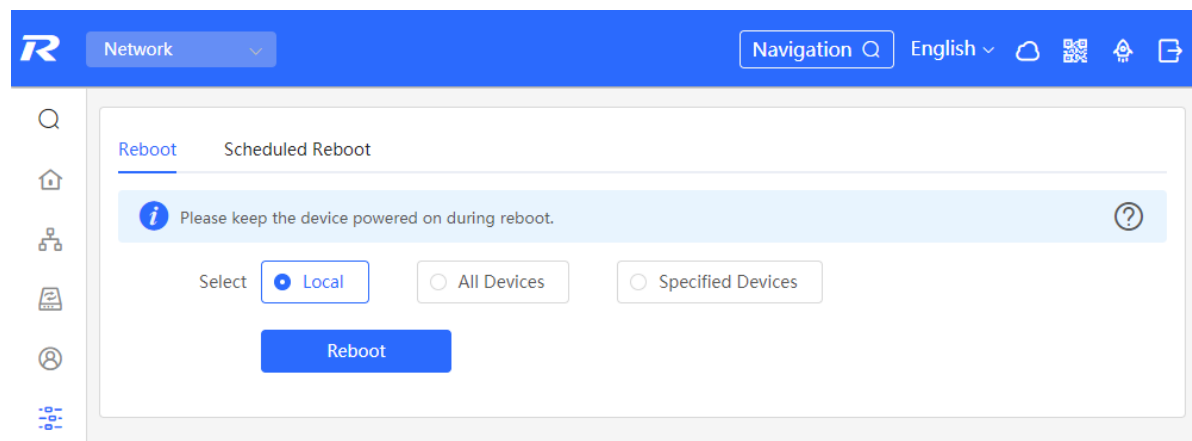 R Network Navigation English
Reboot Scheduled Reboot
i Please keep the device powered on during reboot. ?
Select Local All Devices Specified Devices
Reboot